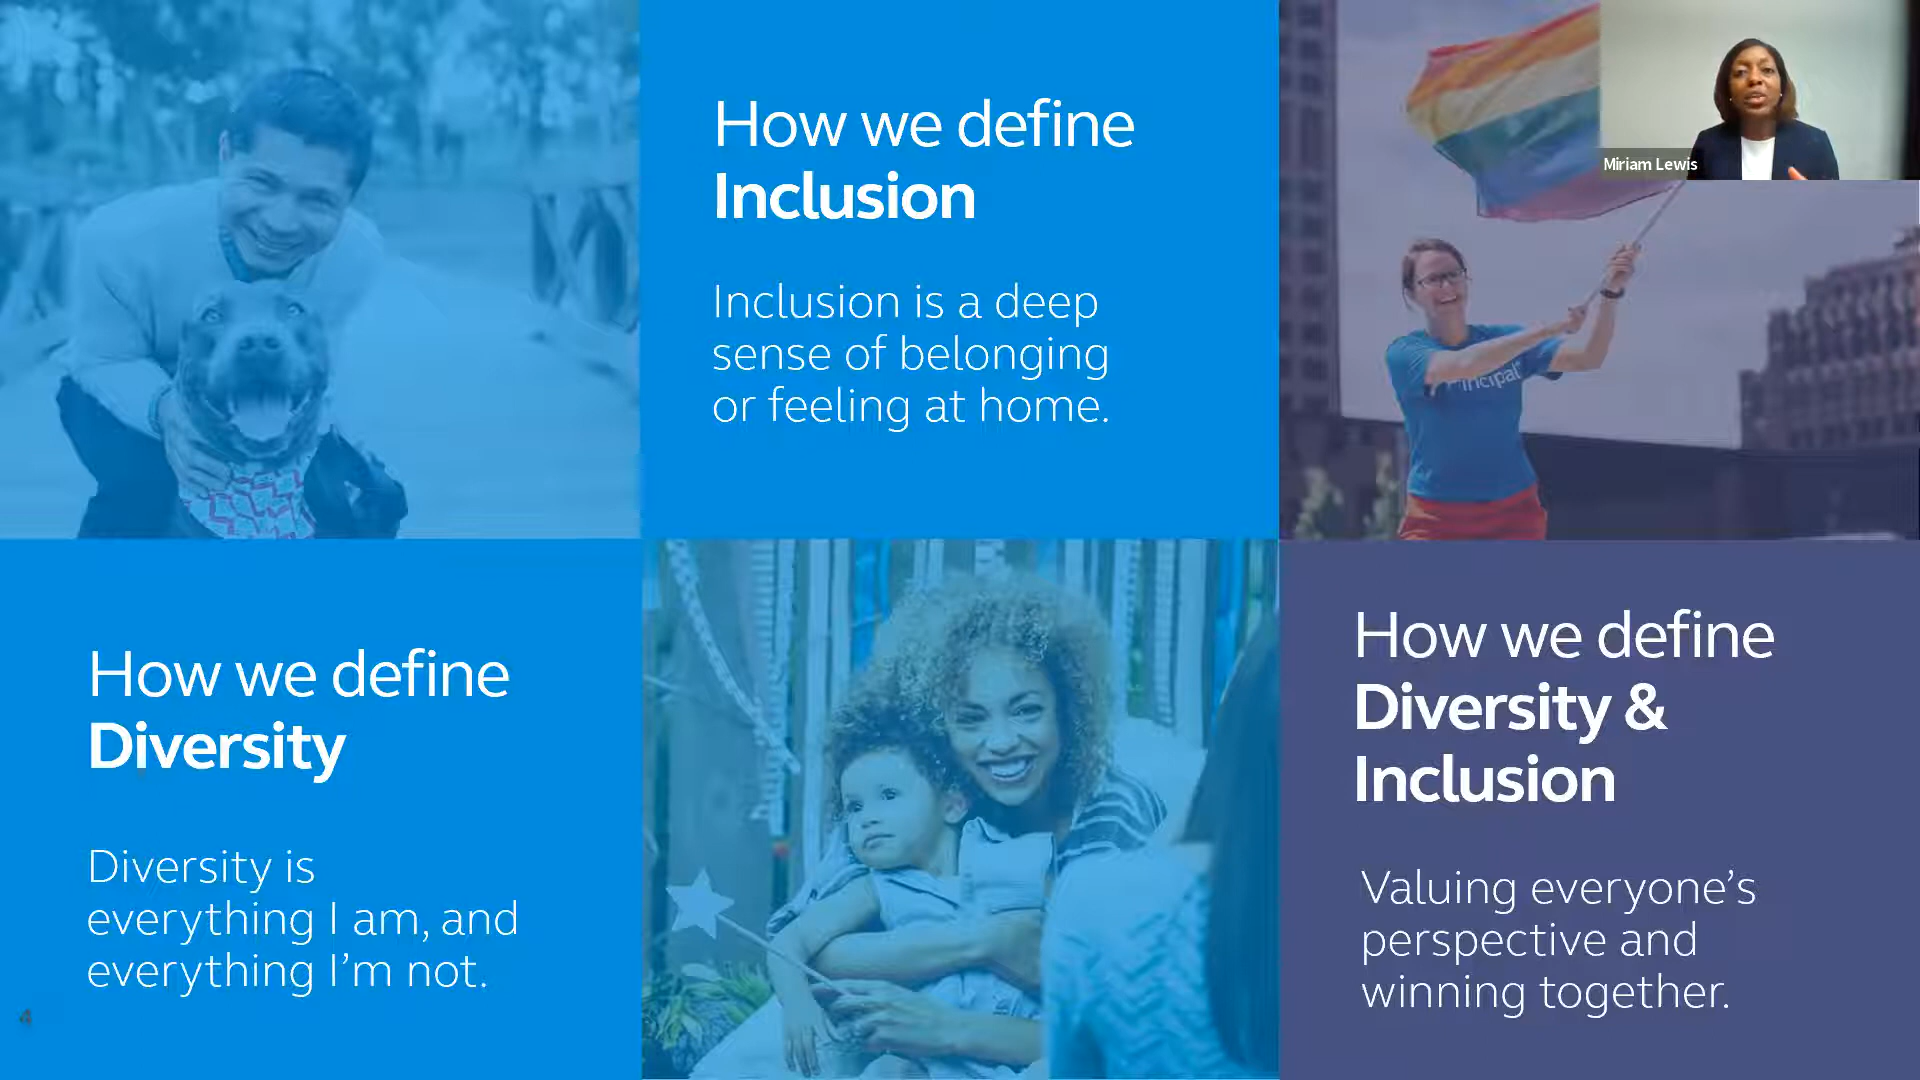 How we define
Inclusion
Inclusion is a deep
sense of belonging
or feeling at home.
Miriam Lewis
How we define
Diversity
Diversity is
everything I am, and
everything I'm not.
4
How we define
Diversity &
Inclusion
Valuing everyone's
perspective and
winning together.